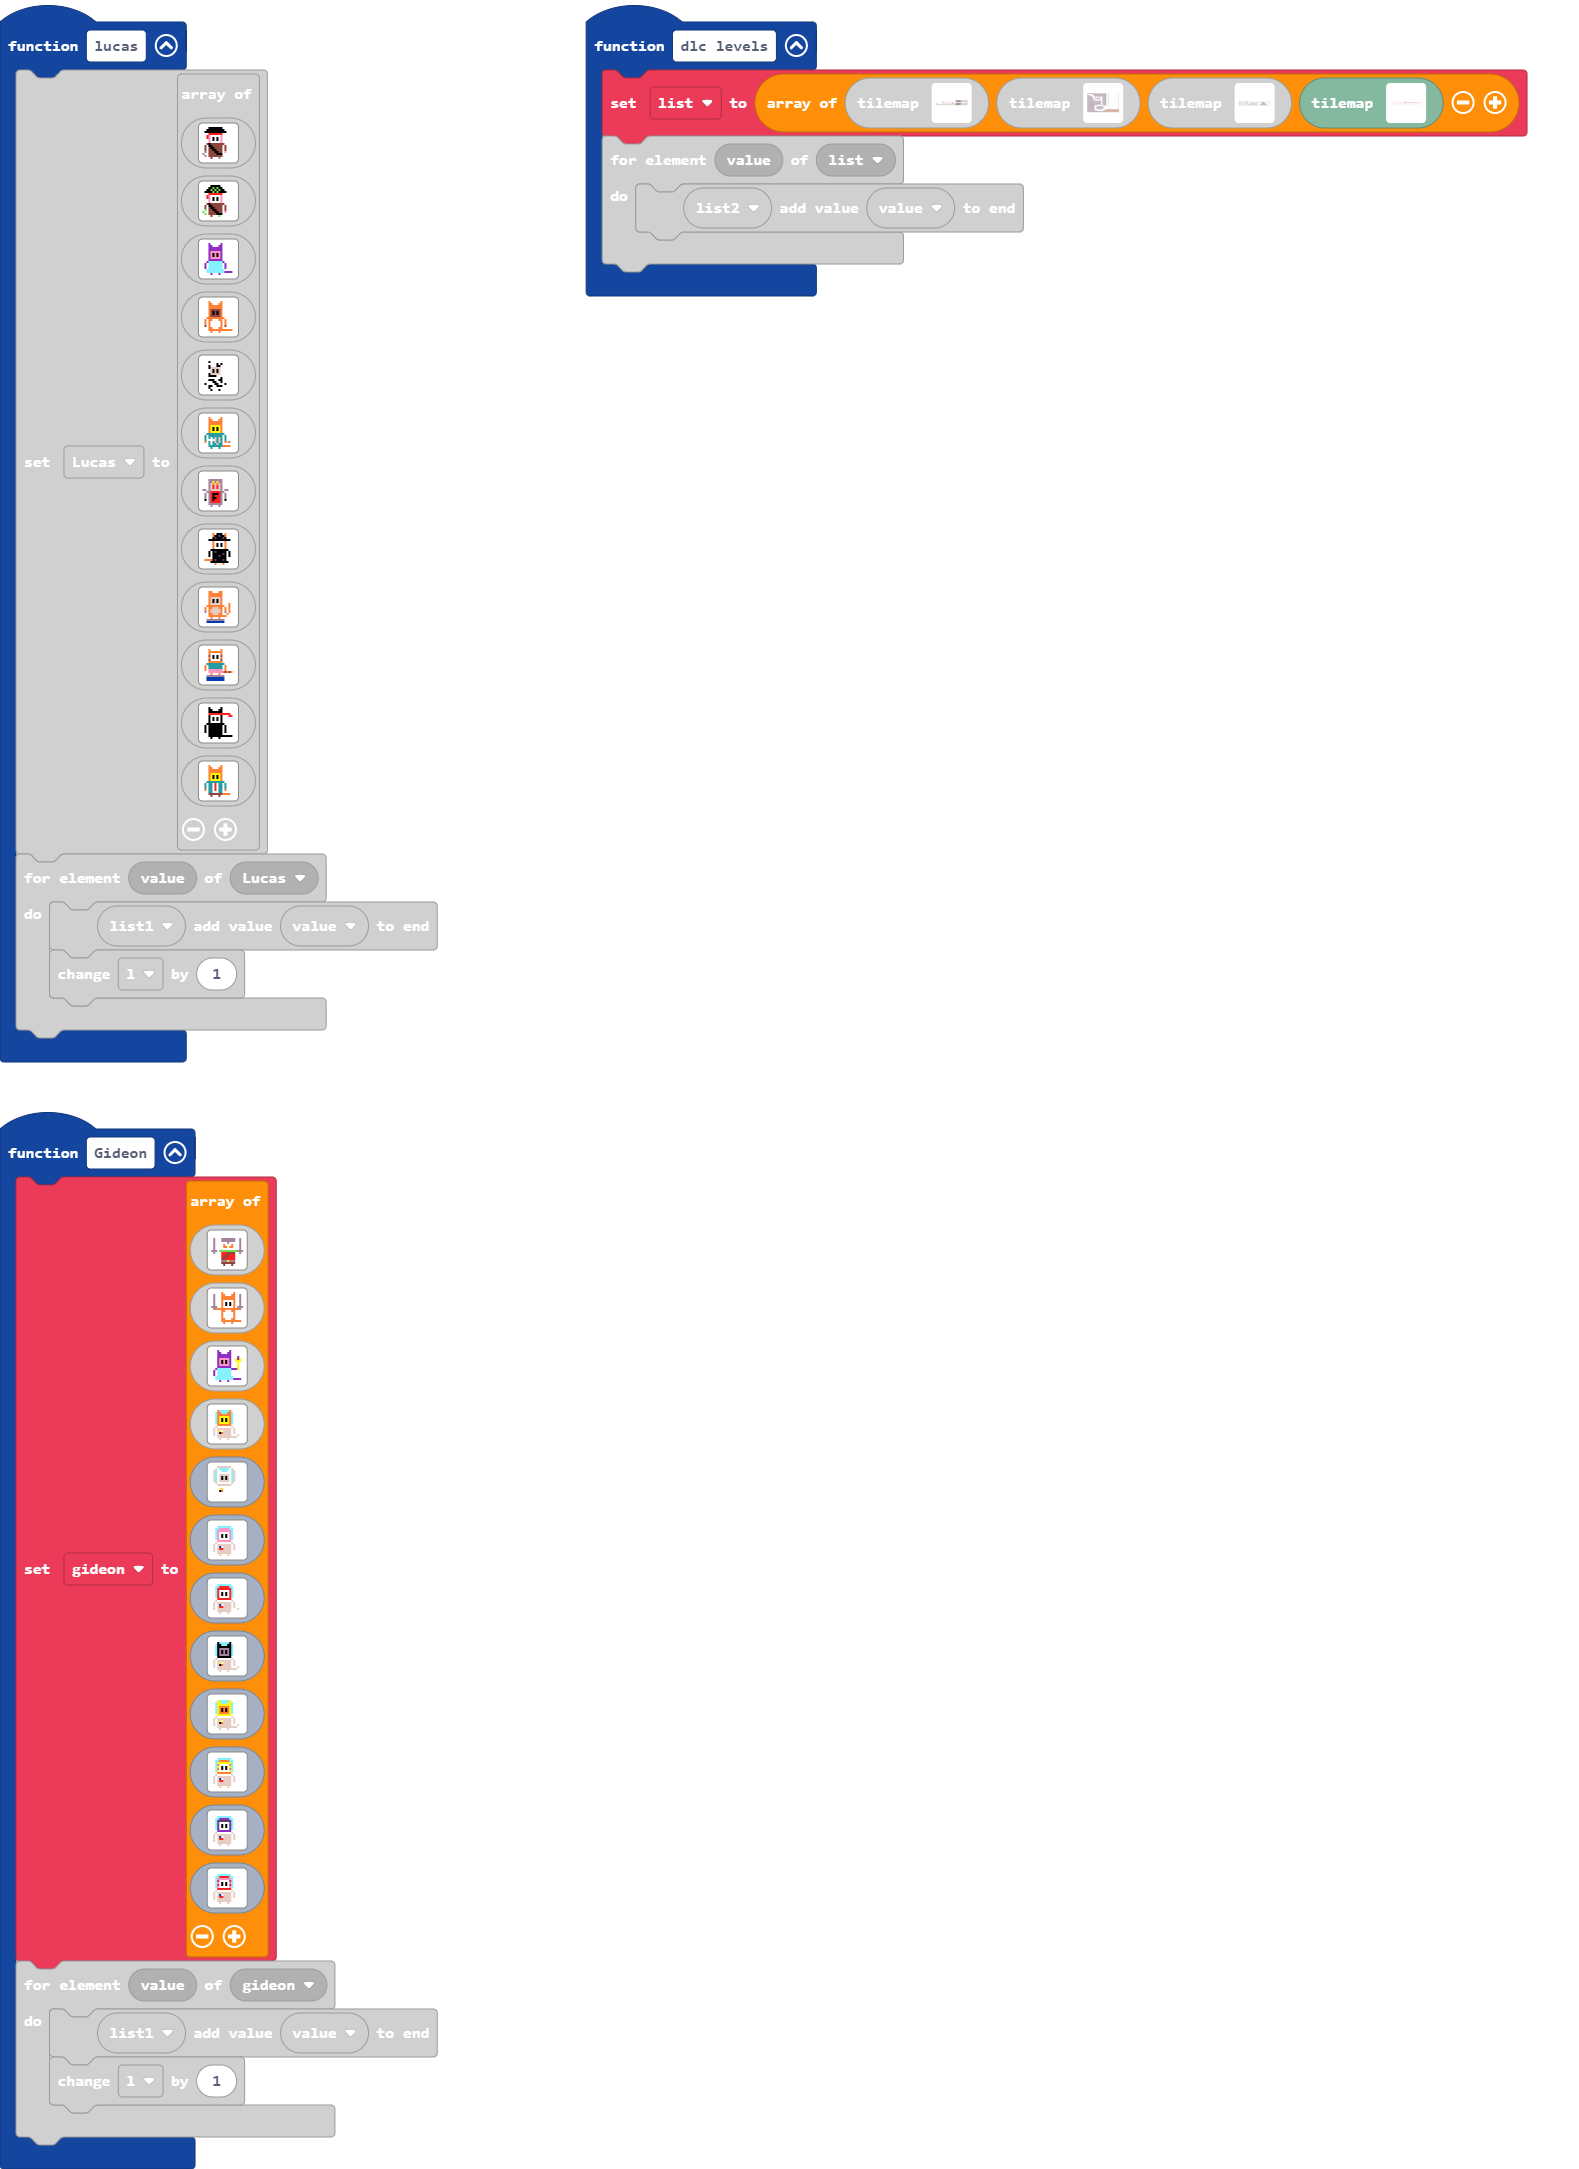 function lucas
array of
set Lucas to
for element value of Lucas
do
list1 add value value to end
change l by 1
function dlc levels
set list to array of tilemap tilemap tilemap tilemap
for element value of list
do
list2 add value value to end
function Gideon
array of
set gideon to
for element value of gideon
do
list1 add value value to end
change l by 1